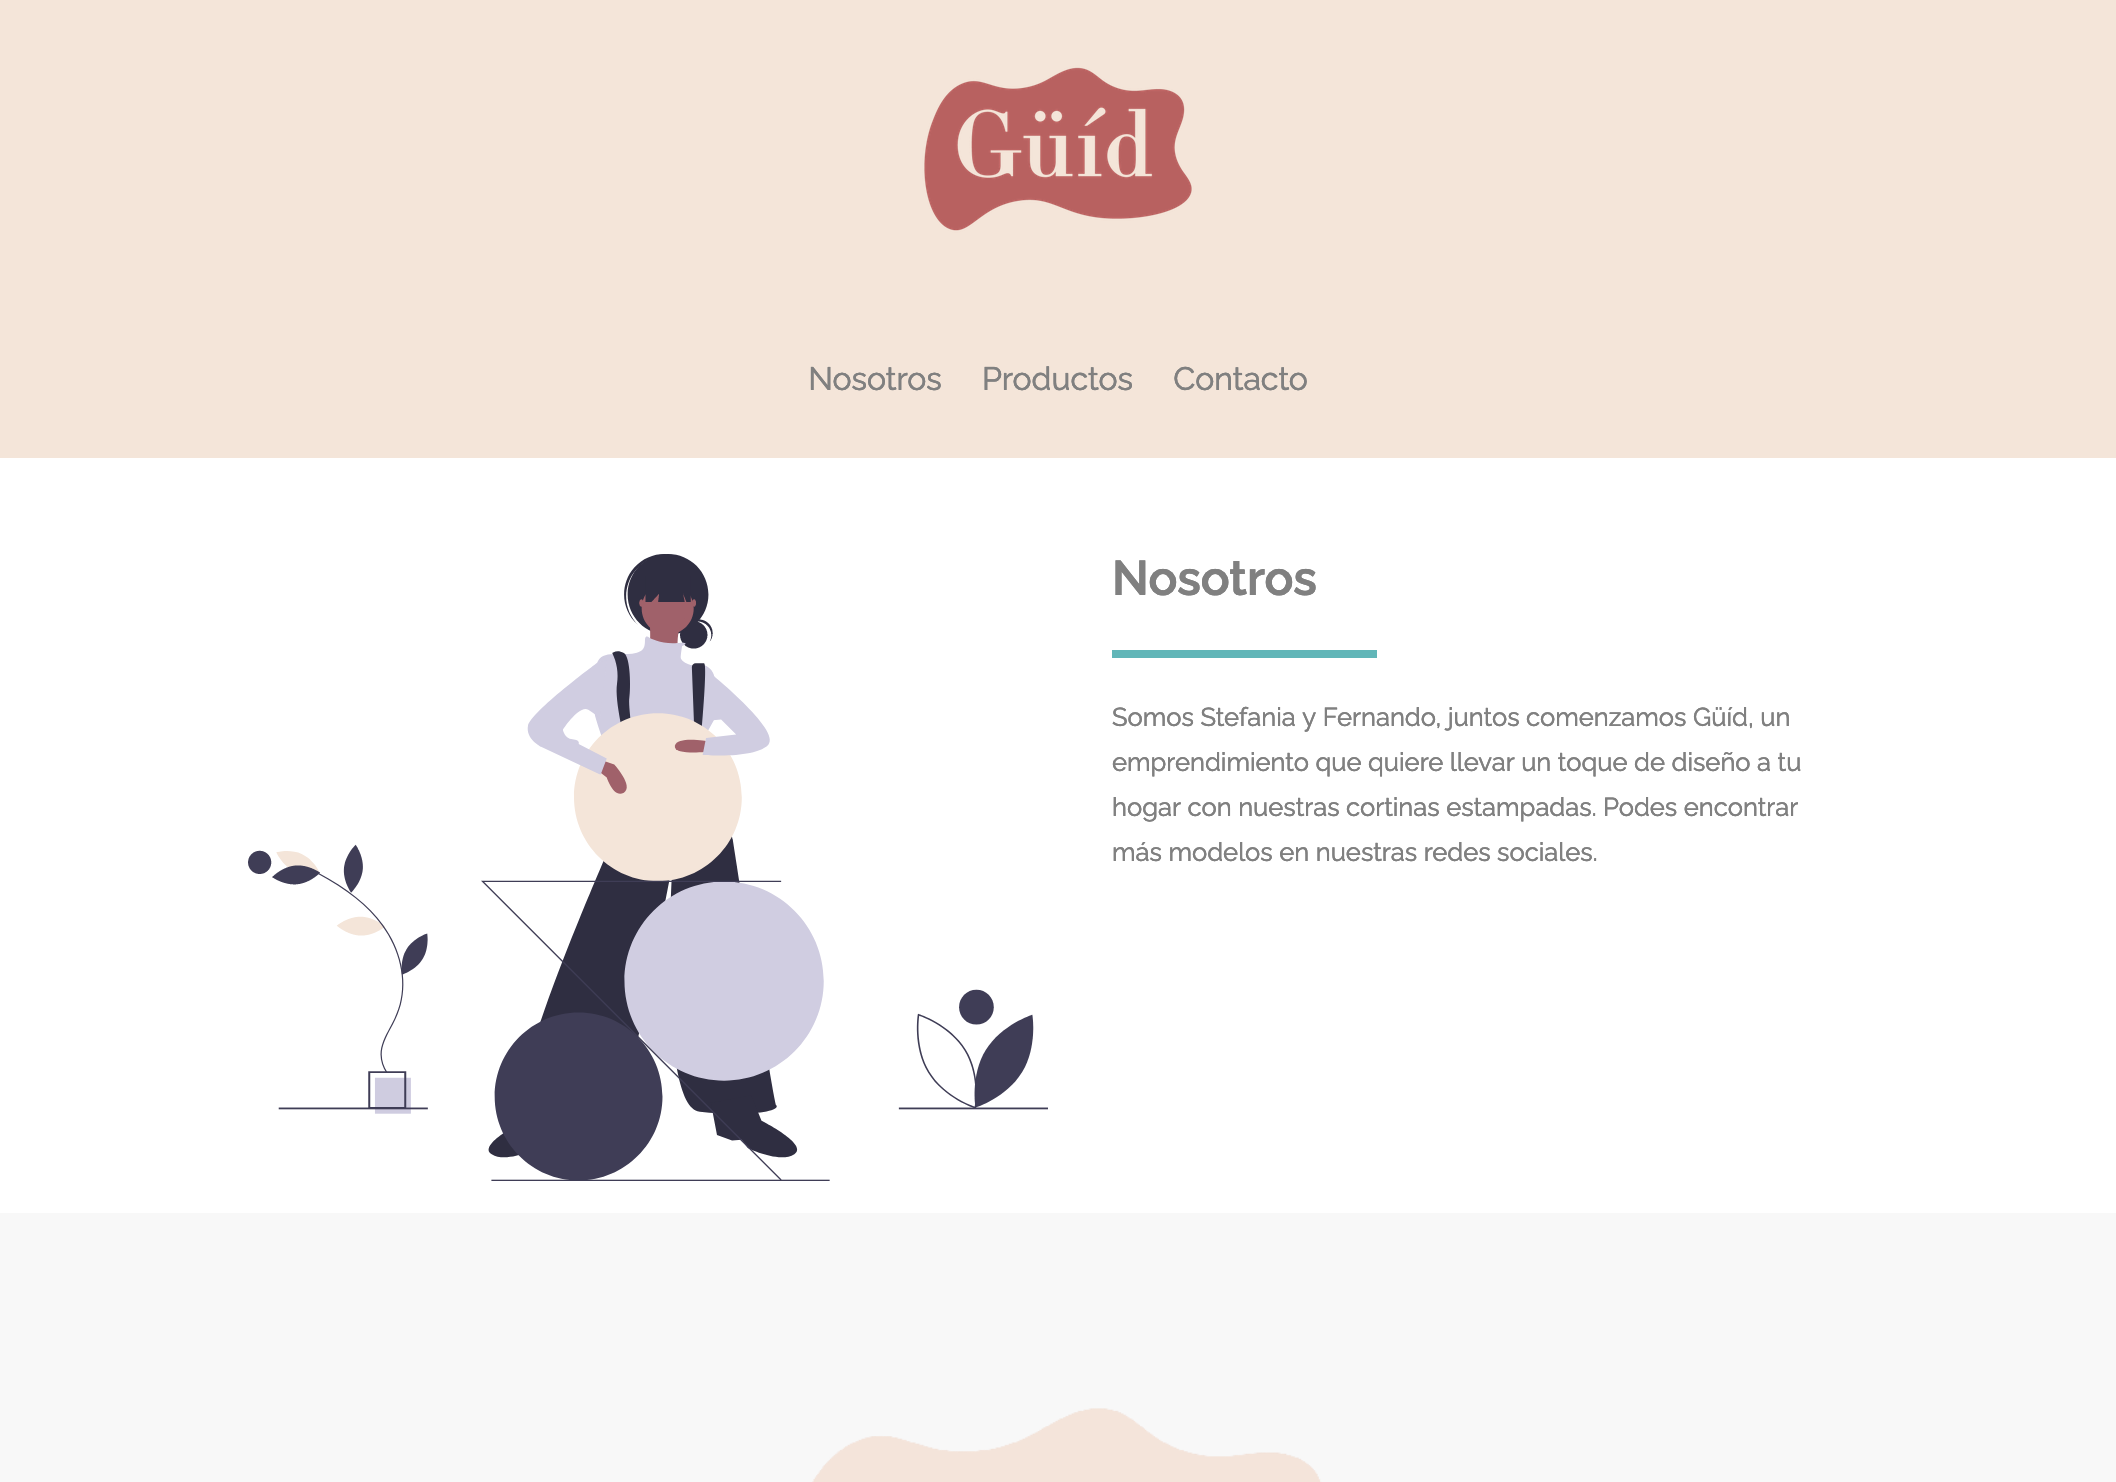 Güíd
Nosotros Productos Contacto
Nosotros
Somos Stefania y Fernando, juntos comenzamos Güíd, un
emprendimiento que quiere llevar un toque de diseño a tu
hogar con nuestras cortinas estampadas. Podes encontrar
más modelos en nuestras redes sociales.